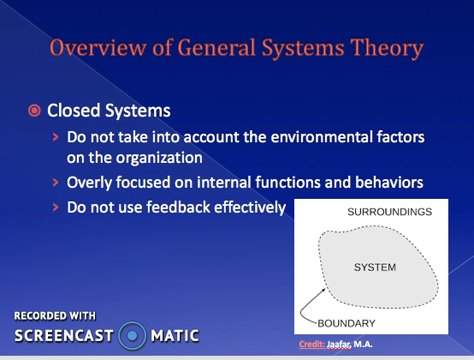 Overview of General Systems Theory
Closed Systems
Do not take into account the environmental factors
on the organization
Overly focused on internal functions and behaviors
Do not use feedback effectively
SURROUNDINGS
SYSTEM
BOUNDARY
Credit: Jaafar, M.A.
RECORDED WITH
SCREENCAST MATIC